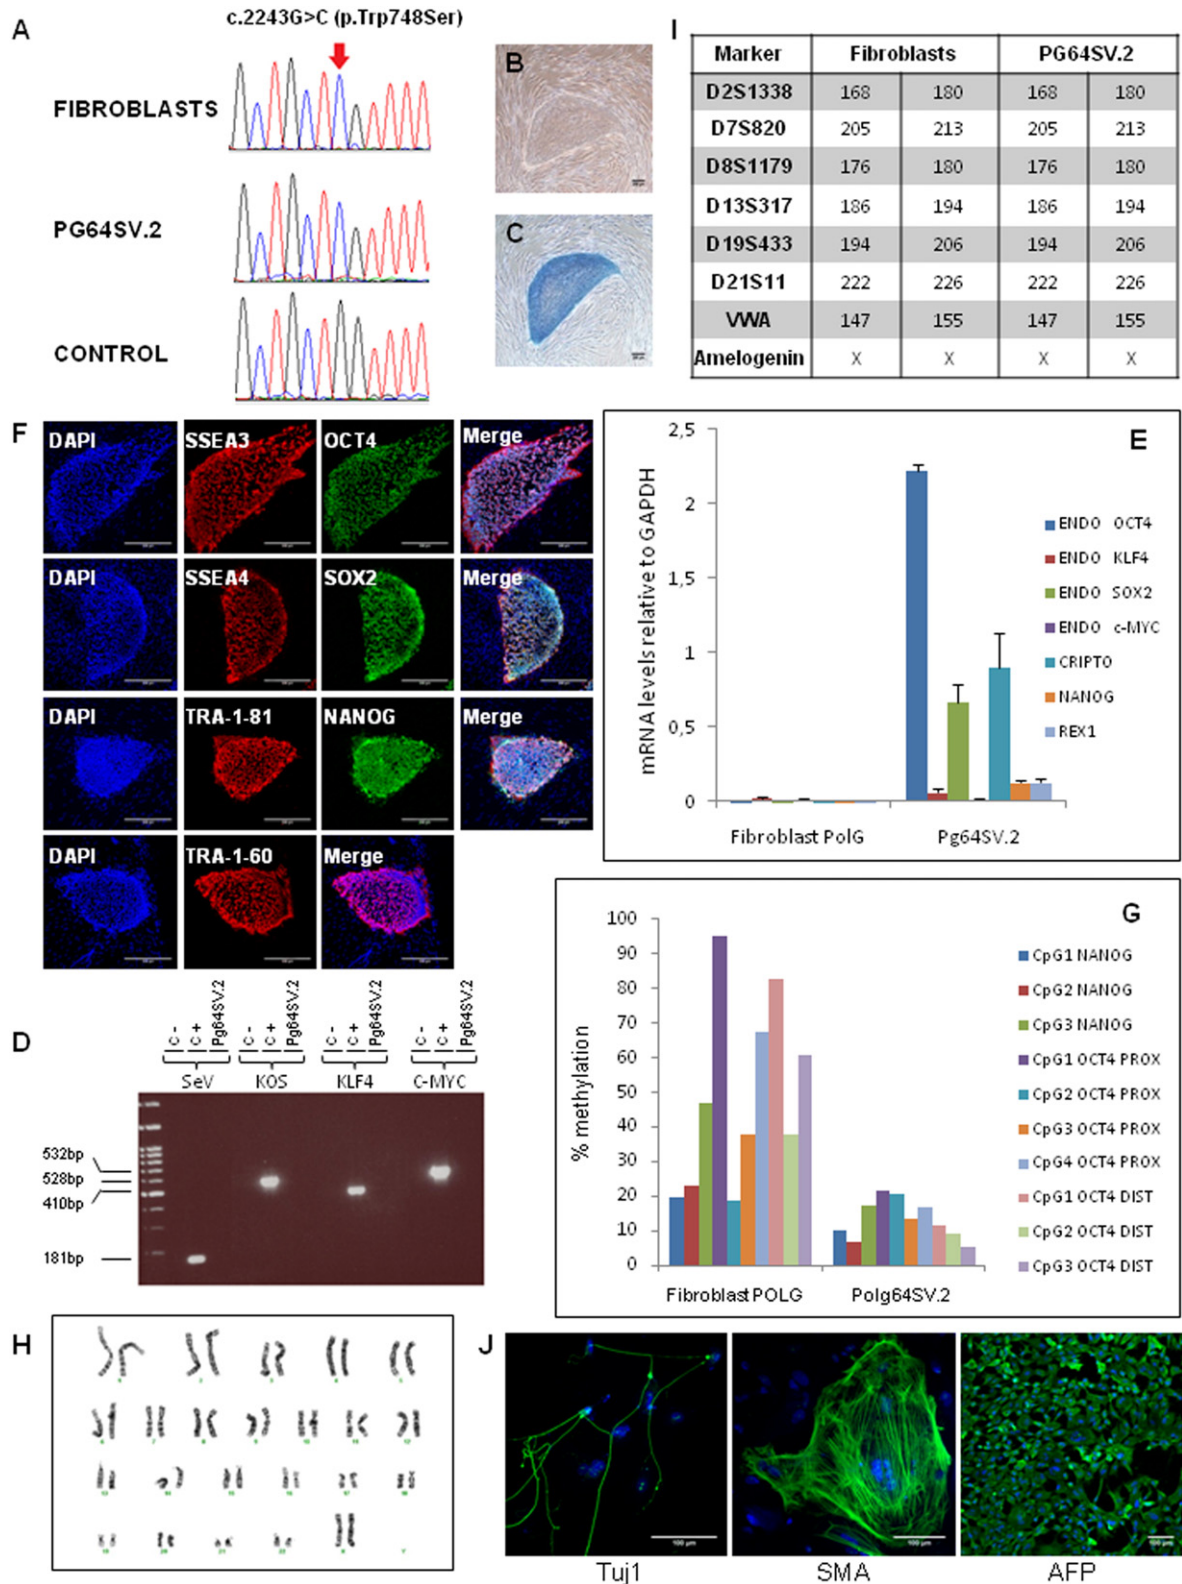 A
c.2243G>C (p.Trp748Ser)
FIBROBLASTS
PG64SV.2
CONTROL
B
C
I
Marker Fibroblasts PG64SV.2
D2S1338 168 180 168 180
D7S820 205 213 205 213
D8S1179 176 180 176 180
D13S317 186 194 186 194
D19S433 194 206 194 206
D21S11 222 226 222 226
VWA 147 155 147 155
Amelogenin X X X X
F
DAPI SSEA3 OCT4 Merge
DAPI SSEA4 SOX2 Merge
DAPI TRA-1-81 NANOG Merge
DAPI TRA-1-60 Merge
E
mRNA levels relative to GAPDH
2,5
2
1,5
1
0,5
0
Fibroblast PolG Pg64SV.2
ENDO OCT4
ENDO KLF4
ENDO SOX2
ENDO c-MYC
CRIPTO
NANOG
REX1
D
C - C + Pg64SV.2 C - C + Pg64SV.2 C - C + Pg64SV.2 C - C + Pg64SV.2
SeV KOS KLF4 C-MYC
532bp
528bp
410bp
181bp
G
% methylation
100
90
80
70
60
50
40
30
20
10
0
Fibroblast POLG Polg64SV.2
CpG1 NANOG
CpG2 NANOG
CpG3 NANOG
CpG1 OCT4 PROX
CpG2 OCT4 PROX
CpG3 OCT4 PROX
CpG4 OCT4 PROX
CpG1 OCT4 DIST
CpG2 OCT4 DIST
CpG3 OCT4 DIST
H
J
100 µm 100 µm 100 µm
Tuj1 SMA AFP